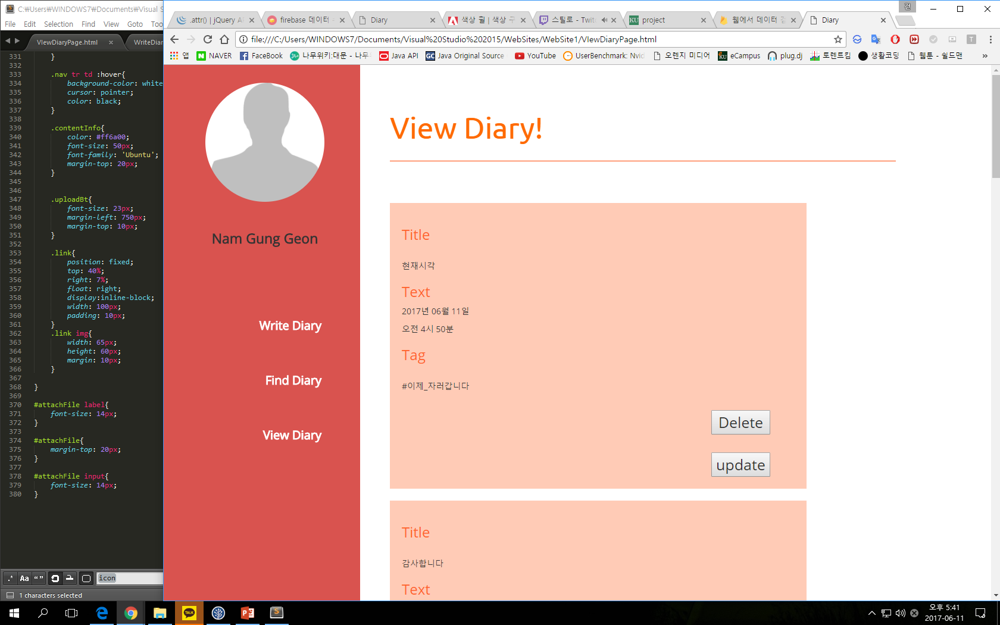 C:₩Users₩WINDOWS7₩Documents₩Visual S
File Edit Selection Find View Goto Too
VIewDiaryPage.html
WriteDiar
331 }
332
333 .nav tr td :hover{
334 background-color: white
335 cursor: pointer;
336 color: black;
337 }
338
339 .contentInfo{
340 color: #ff6a00;
341 font-size: 50px;
342 font-family: 'Ubuntu';
343 margin-top: 20px;
344 }
345
346
347 .uploadBt{
348 font-size: 23px;
349 margin-left: 750px;
350 margin-top: 10px;
351 }
352
353 .link{
354 position: fixed;
355 top: 40%;
356 right: 7%;
357 float: right;
358 display:inline-block;
359 width: 100px;
360 padding: 10px;
361 }
362 .link img{
363 width: 65px;
364 height: 60px;
365 margin: 10px;
366 }
367
368 }
369
370 #attachFile label{
371 font-size: 14px;
372 }
373
374 #attachFile{
375 margin-top: 20px;
376 }
377
378 #attachFile input{
379 font-size: 14px;
380 }
.* Aa “ ” icon
1 characters selected
건
.attr() | jQuery A
firebase 데이터
Diary
색상 휠 | 색상
스틸로 - Twit
KU project
웹에서 데이터
Diary
file:///C:/Users/WINDOWS7/Documents/Visual%20Studio%202015/WebSites/WebSite1/VIewDiaryPage.html
앱 NAVER FaceBook 나무위키:대문 - 나무 Java API GC Java Original Source YouTube UserBenchmark: Nvid 오렌지 미디어 KU eCampus plug.dj 토렌트킴 생활코딩 웹툰 - 쉴드맨 »
Nam Gung Geon
Write Diary
Find Diary
View Diary
View Diary!
Title
현재시각
Text
2017년 06월 11일
오전 4시 50분
Tag
#이제_자러갑니다
Delete
update
Title
감사합니다
Text
TALK
오후 5:41
2017-06-11